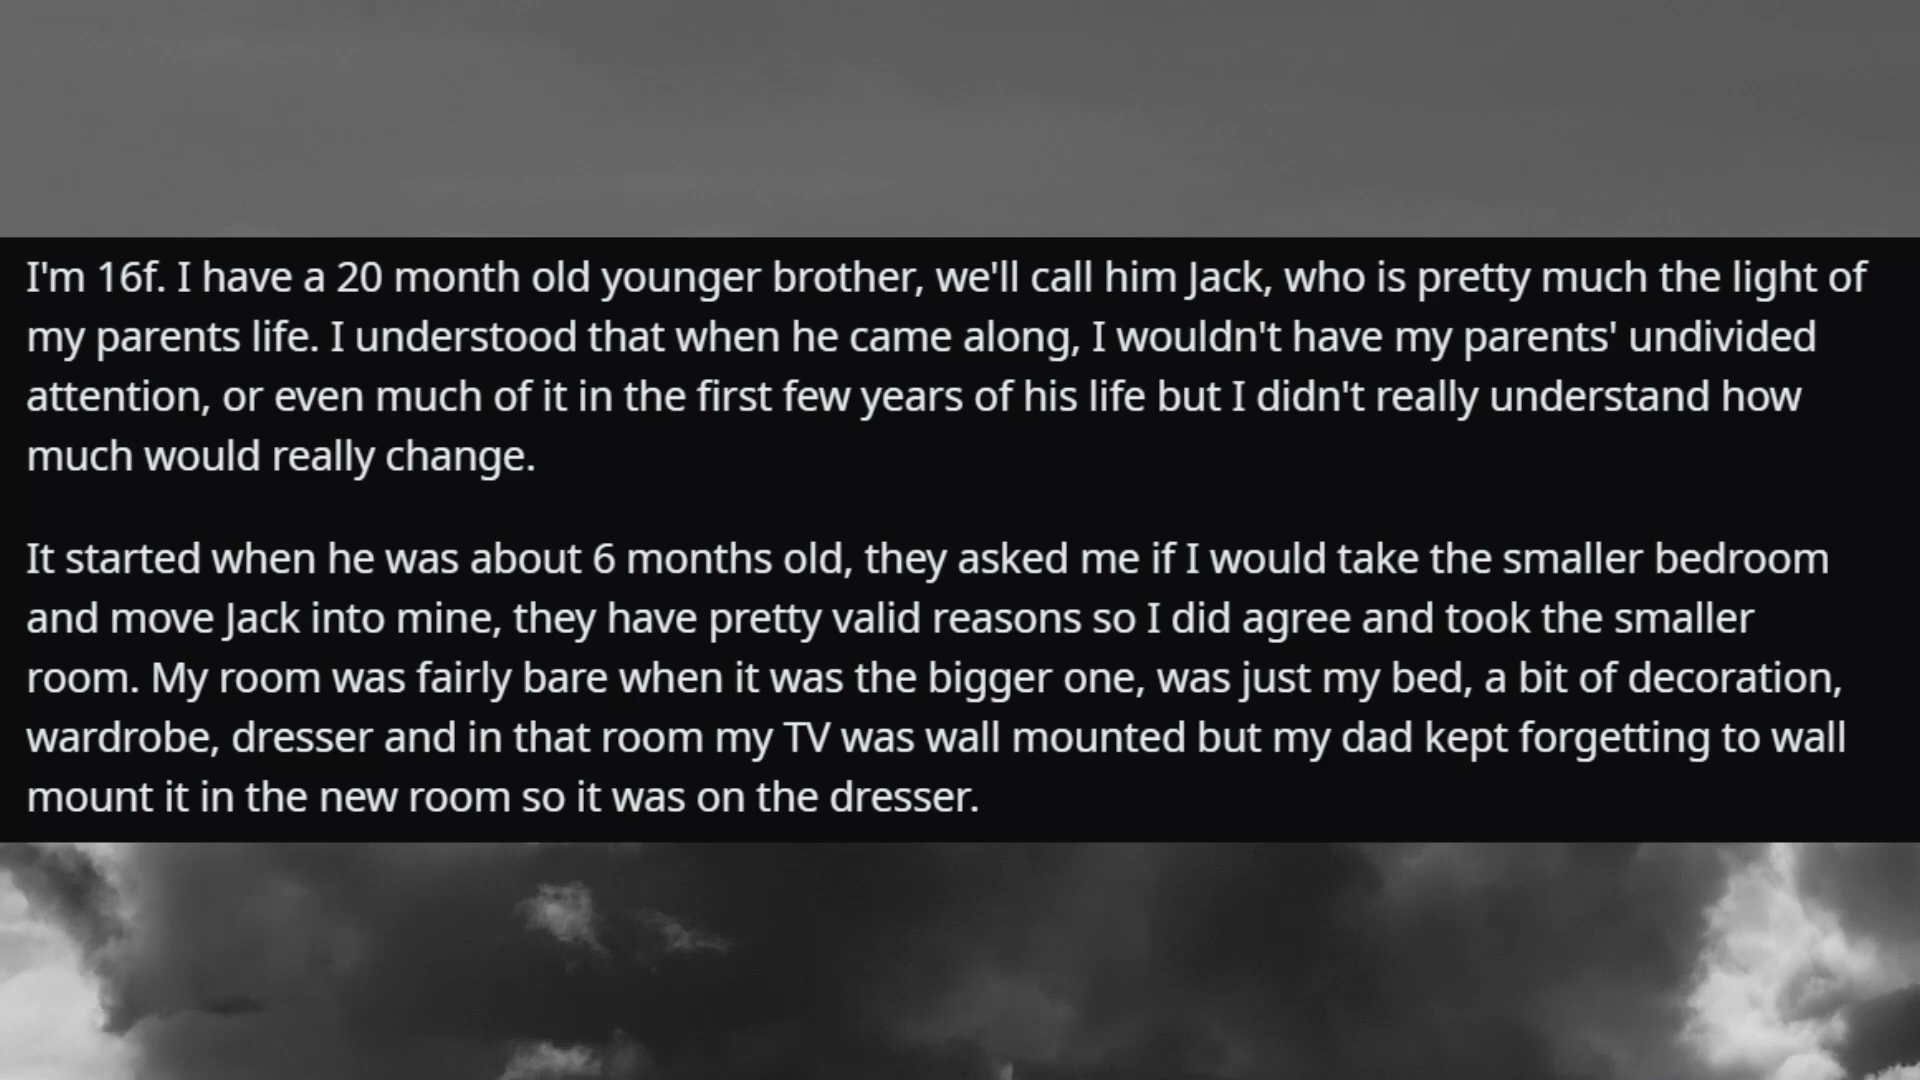 I'm 16f. I have a 20 month old younger brother, we'll call him Jack, who is pretty much the light of
my parents life. I understood that when he came along, I wouldn't have my parents' undivided
attention, or even much of it in the first few years of his life but I didn't really understand how
much would really change.
It started when he was about 6 months old, they asked me if I would take the smaller bedroom
and move Jack into mine, they have pretty valid reasons so I did agree and took the smaller
room. My room was fairly bare when it was the bigger one, was just my bed, a bit of decoration,
wardrobe, dresser and in that room my TV was wall mounted but my dad kept forgetting to wall
mount it in the new room so it was on the dresser.